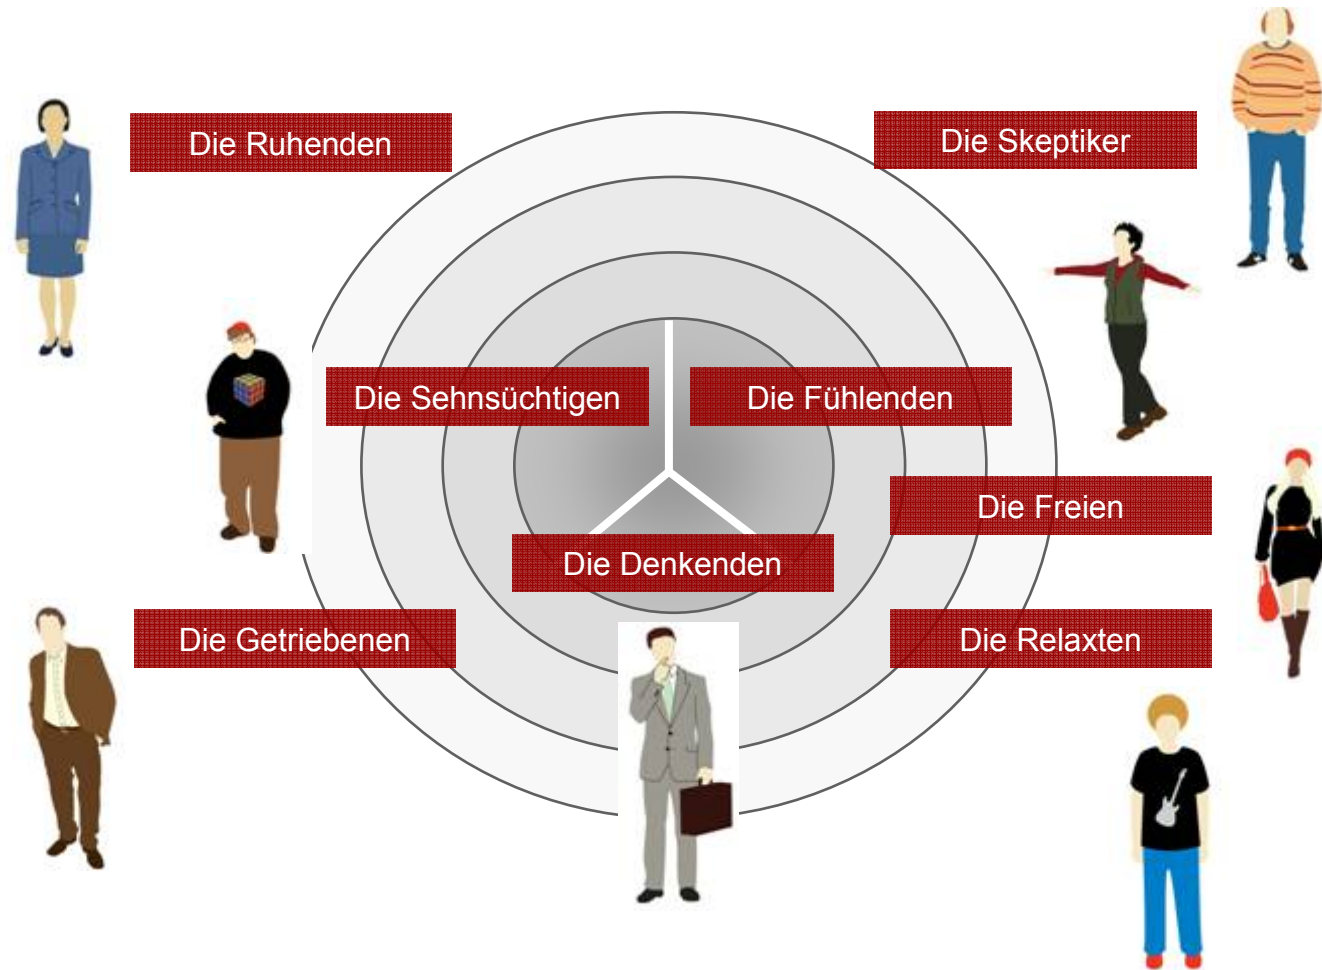 Die Ruhenden
Die Skeptiker
Die Sehnsüchtigen
Die Fühlenden
Die Freien
Die Denkenden
Die Getriebenen
Die Relaxten